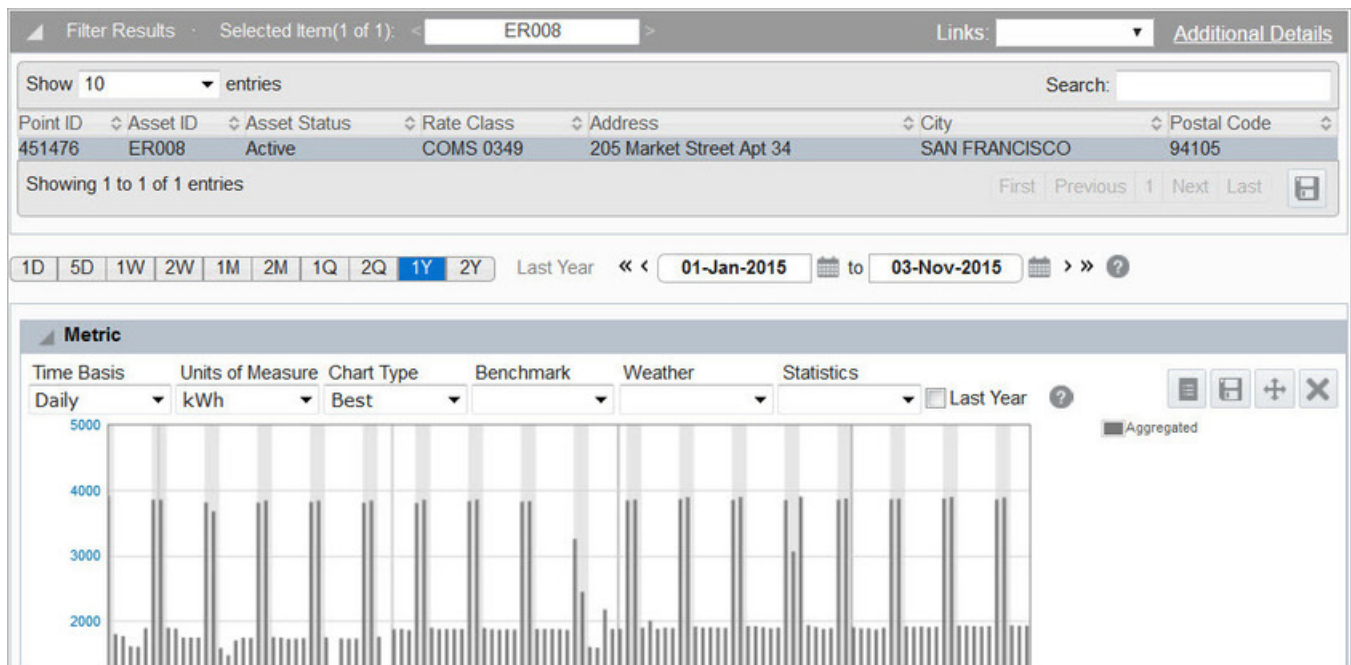 Filter Results · Selected Item(1 of 1): < ER008 > Links: Additional Details
Show 10 entries Search:
Point ID Asset ID Asset Status Rate Class Address City Postal Code
451476 ER008 Active COMS 0349 205 Market Street Apt 34 SAN FRANCISCO 94105
Showing 1 to 1 of 1 entries First Previous 1 Next Last
1D 5D 1W 2W 1M 2M 1Q 2Q 1Y 2Y Last Year « < 01-Jan-2015 to 03-Nov-2015 > » ?
Metric
Time Basis Units of Measure Chart Type Benchmark Weather Statistics
Daily kWh Best Last Year ?
5000 Aggregated
4000
3000
2000